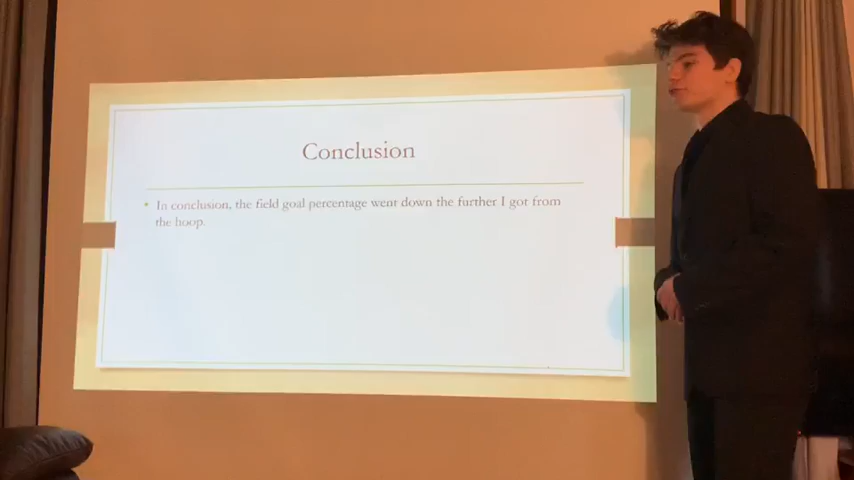 Conclusion
• In conclusion, the field goal percentage went down the further I got from
the hoop.